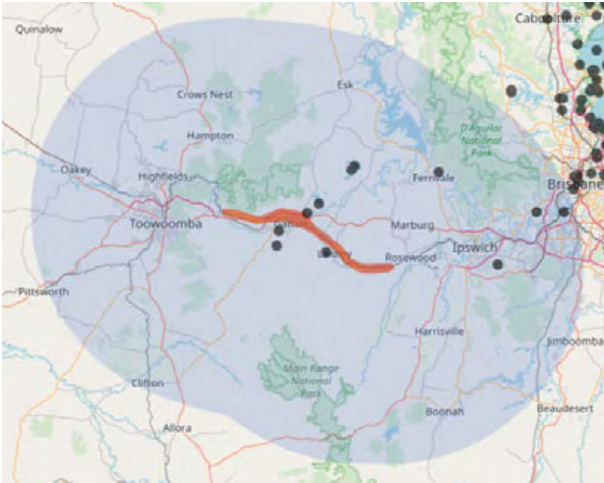 Caboolture
Quinalow
Esk
Crows Nest
D'Aguilar
National
Park
Hampton
Oakey
Highfields
Fernvale
Brisbane
Toowoomba
Marburg
Ipswich
Rosewood
Pittsworth
Harrisville
Jimboomba
Main Range
National
Park
Clifton
Boonah
Beaudesert
Allora